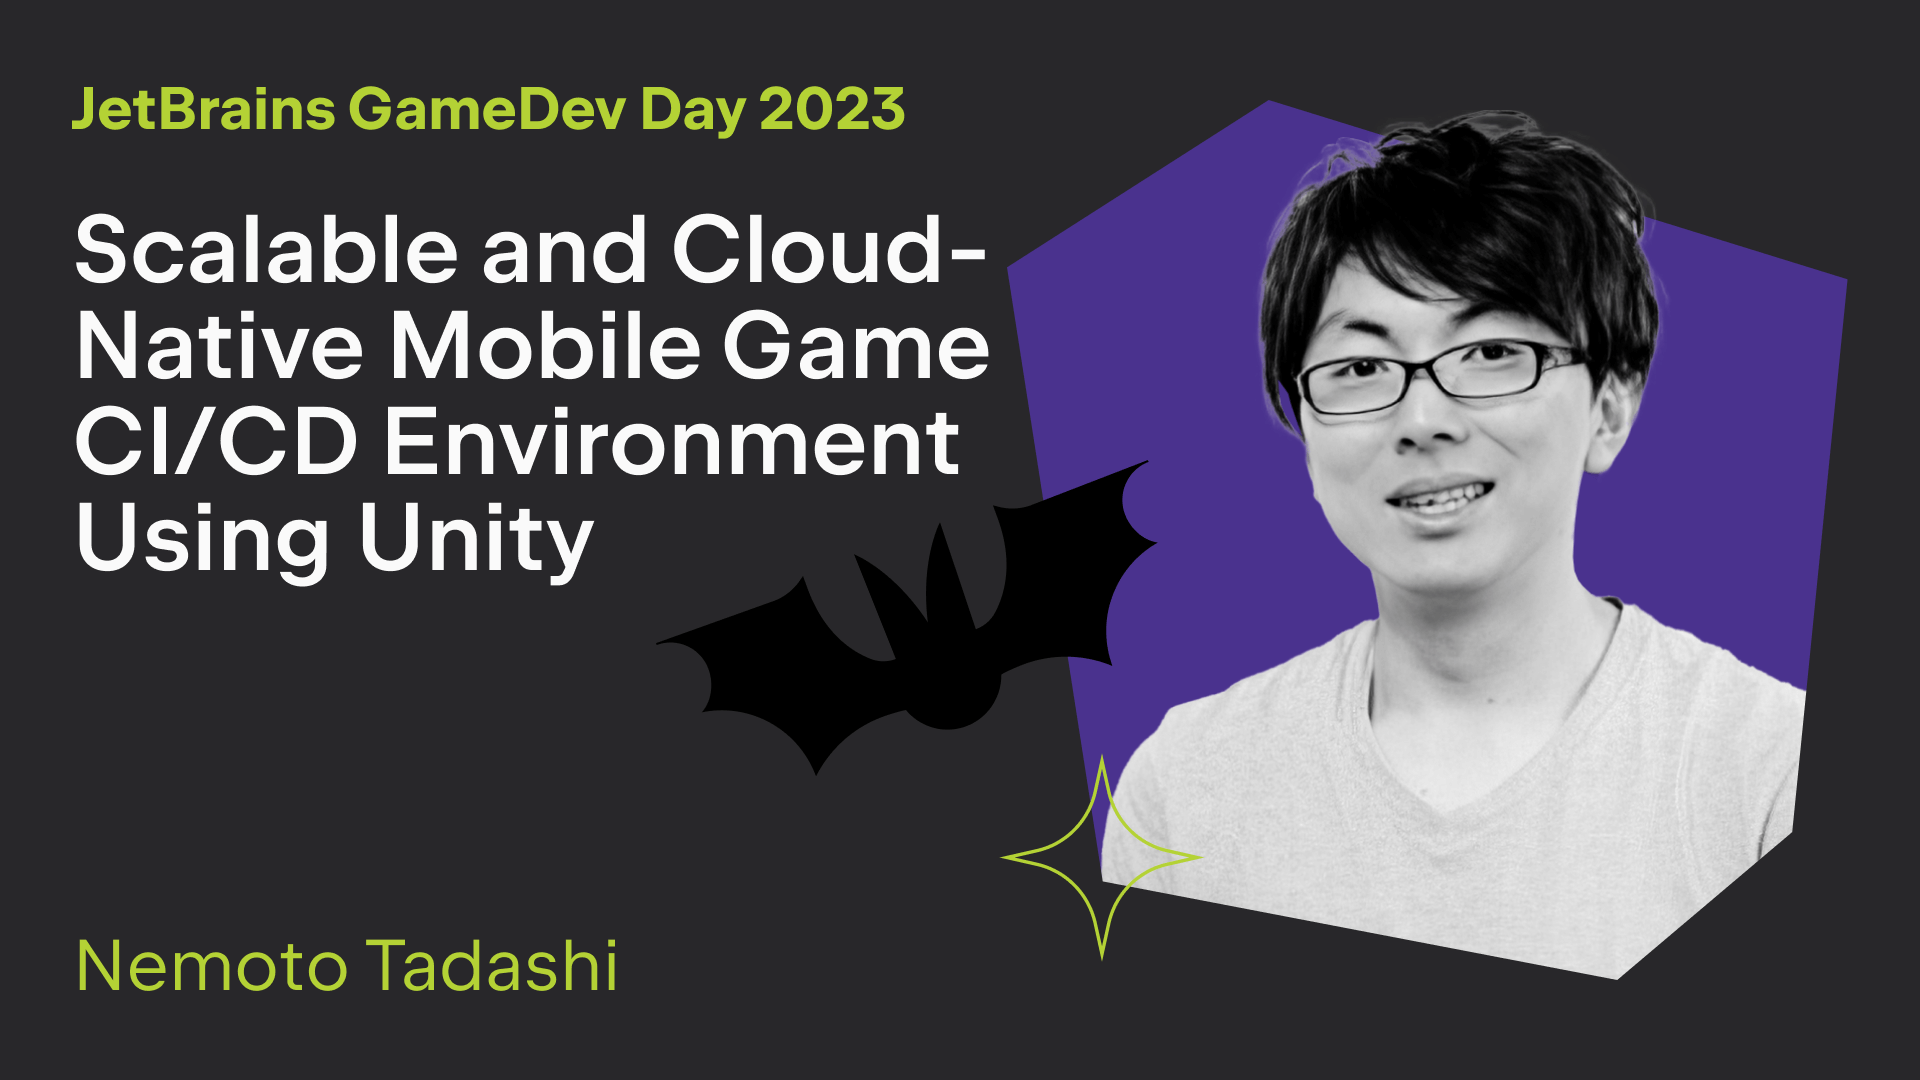 JetBrains GameDev Day 2023
Scalable and Cloud-
Native Mobile Game
CI/CD Environment
Using Unity
Nemoto Tadashi